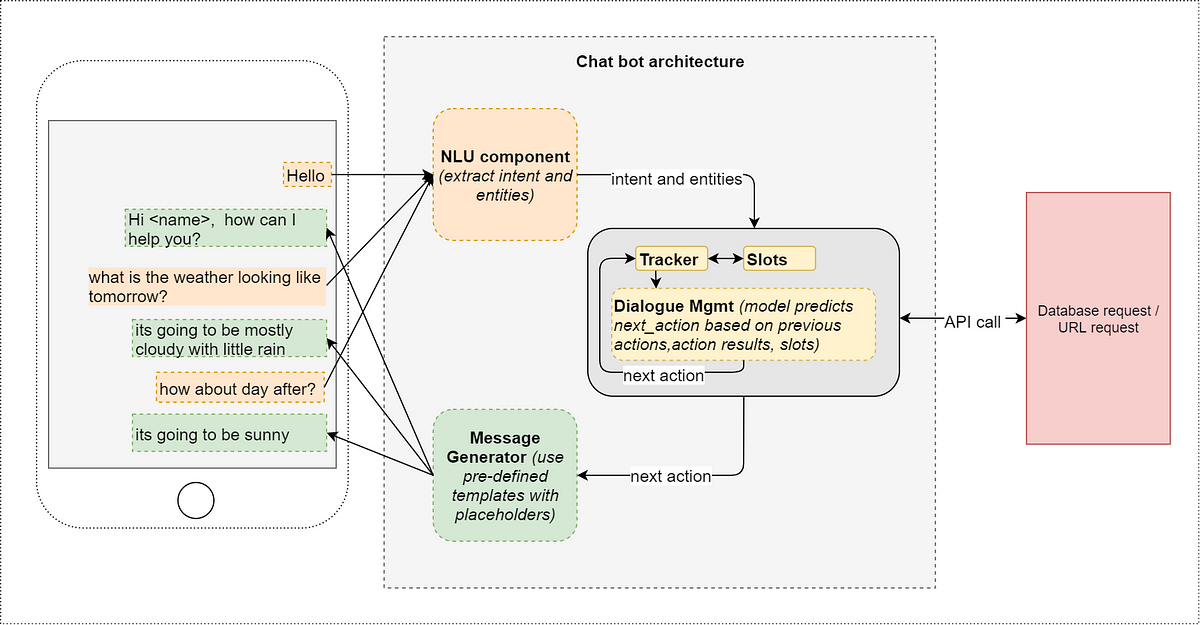 Chat bot architecture
Hello
Hi <name>,  how can I
help you?
what is the weather looking like
tomorrow?
its going to be mostly
cloudy with little rain
how about day after?
its going to be sunny
NLU component
(extract intent and
entities)
intent and entities
Tracker
Slots
Dialogue Mgmt (model predicts
next_action based on previous
actions,action results, slots)
next action
API call
Database request /
URL request
Message
Generator (use
pre-defined
templates with
placeholders)
next action